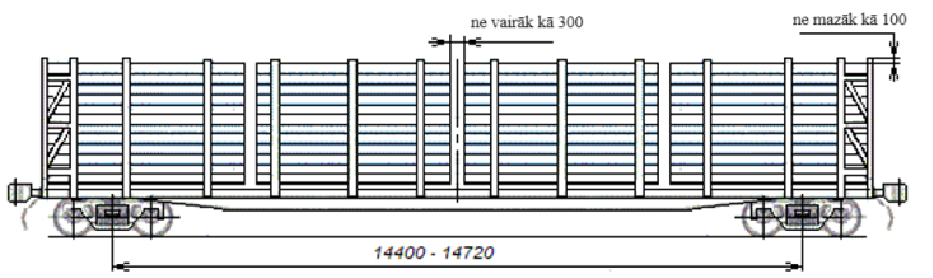 ne vairāk kā 300
ne mazāk kā 100
14400 - 14720